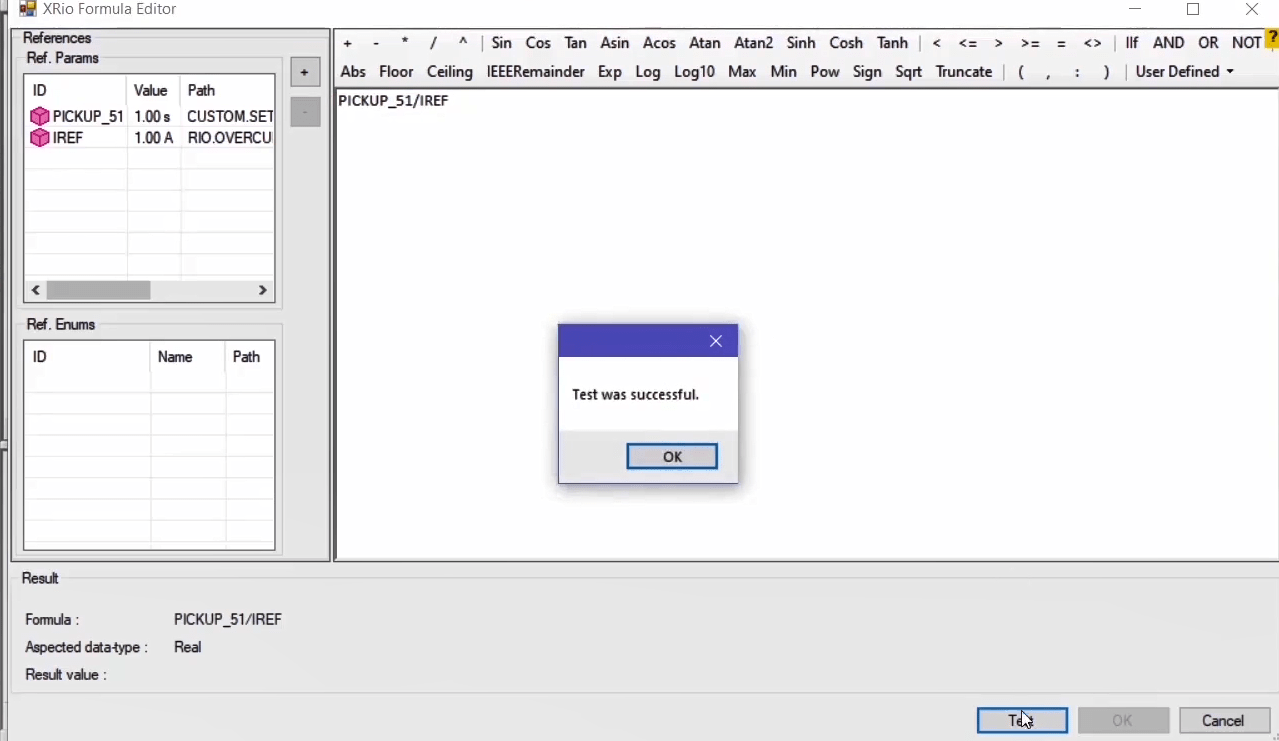 XRio Formula Editor
References
Ref. Params
ID Value Path
PICKUP_51 1.00 s CUSTOM.SET
IREF 1.00 A RIO.OVERCU
+
-
Ref. Enums
ID Name Path
+ - * / ^ Sin Cos Tan Asin Acos Atan Atan2 Sinh Cosh Tanh < <= > >= = <> IIf AND OR NOT ?
Abs Floor Ceiling IEEERemainder Exp Log Log10 Max Min Pow Sign Sqrt Truncate ( , : ) User Defined
PICKUP_51/IREF
Test was successful.
OK
Result
Formula : PICKUP_51/IREF
Aspected data-type : Real
Result value :
Test OK Cancel